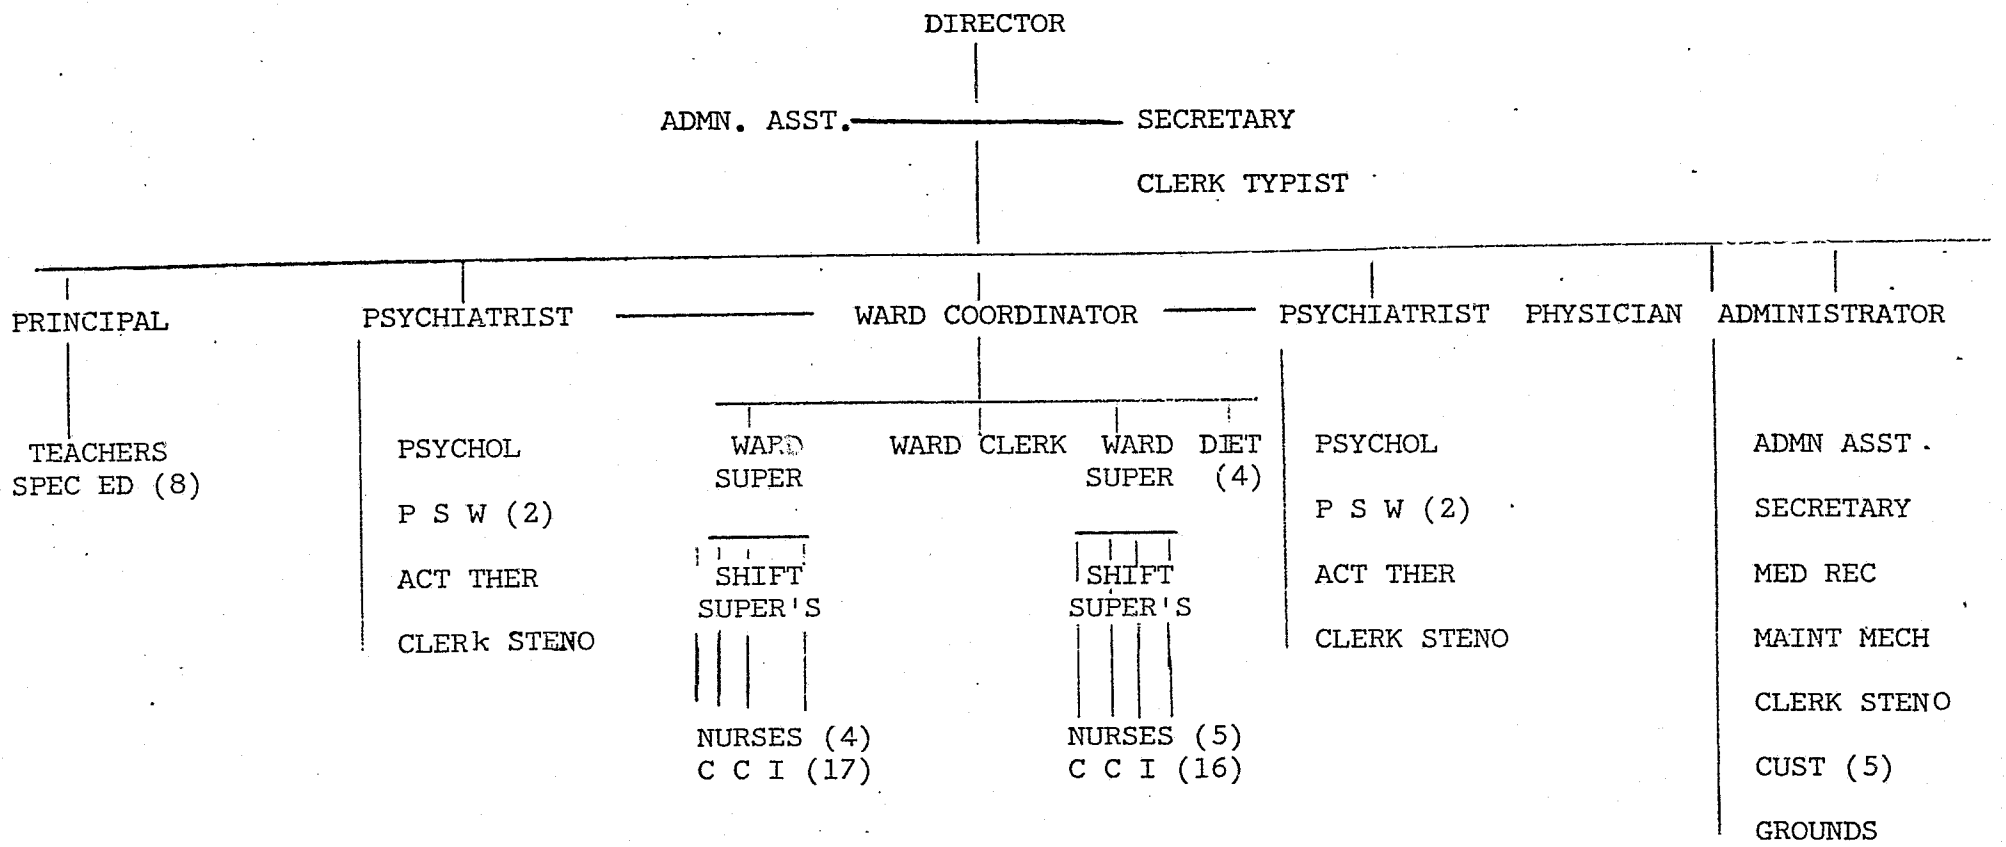 DIRECTOR
ADMN. ASST. SECRETARY
CLERK TYPIST
PRINCIPAL PSYCHIATRIST WARD COORDINATOR PSYCHIATRIST PHYSICIAN ADMINISTRATOR
TEACHERS
SPEC ED (8)
PSYCHOL
P S W (2)
ACT THER
CLERk STENO
WARD
SUPER
SHIFT
SUPER'S
NURSES (4)
C C I (17)
WARD CLERK
WARD
SUPER
SHIFT
SUPER'S
NURSES (5)
C C I (16)
DIET
(4)
PSYCHOL
P S W (2)
ACT THER
CLERK STENO
ADMN ASST.
SECRETARY
MED REC
MAINT MECH
CLERK STENO
CUST (5)
GROUNDS